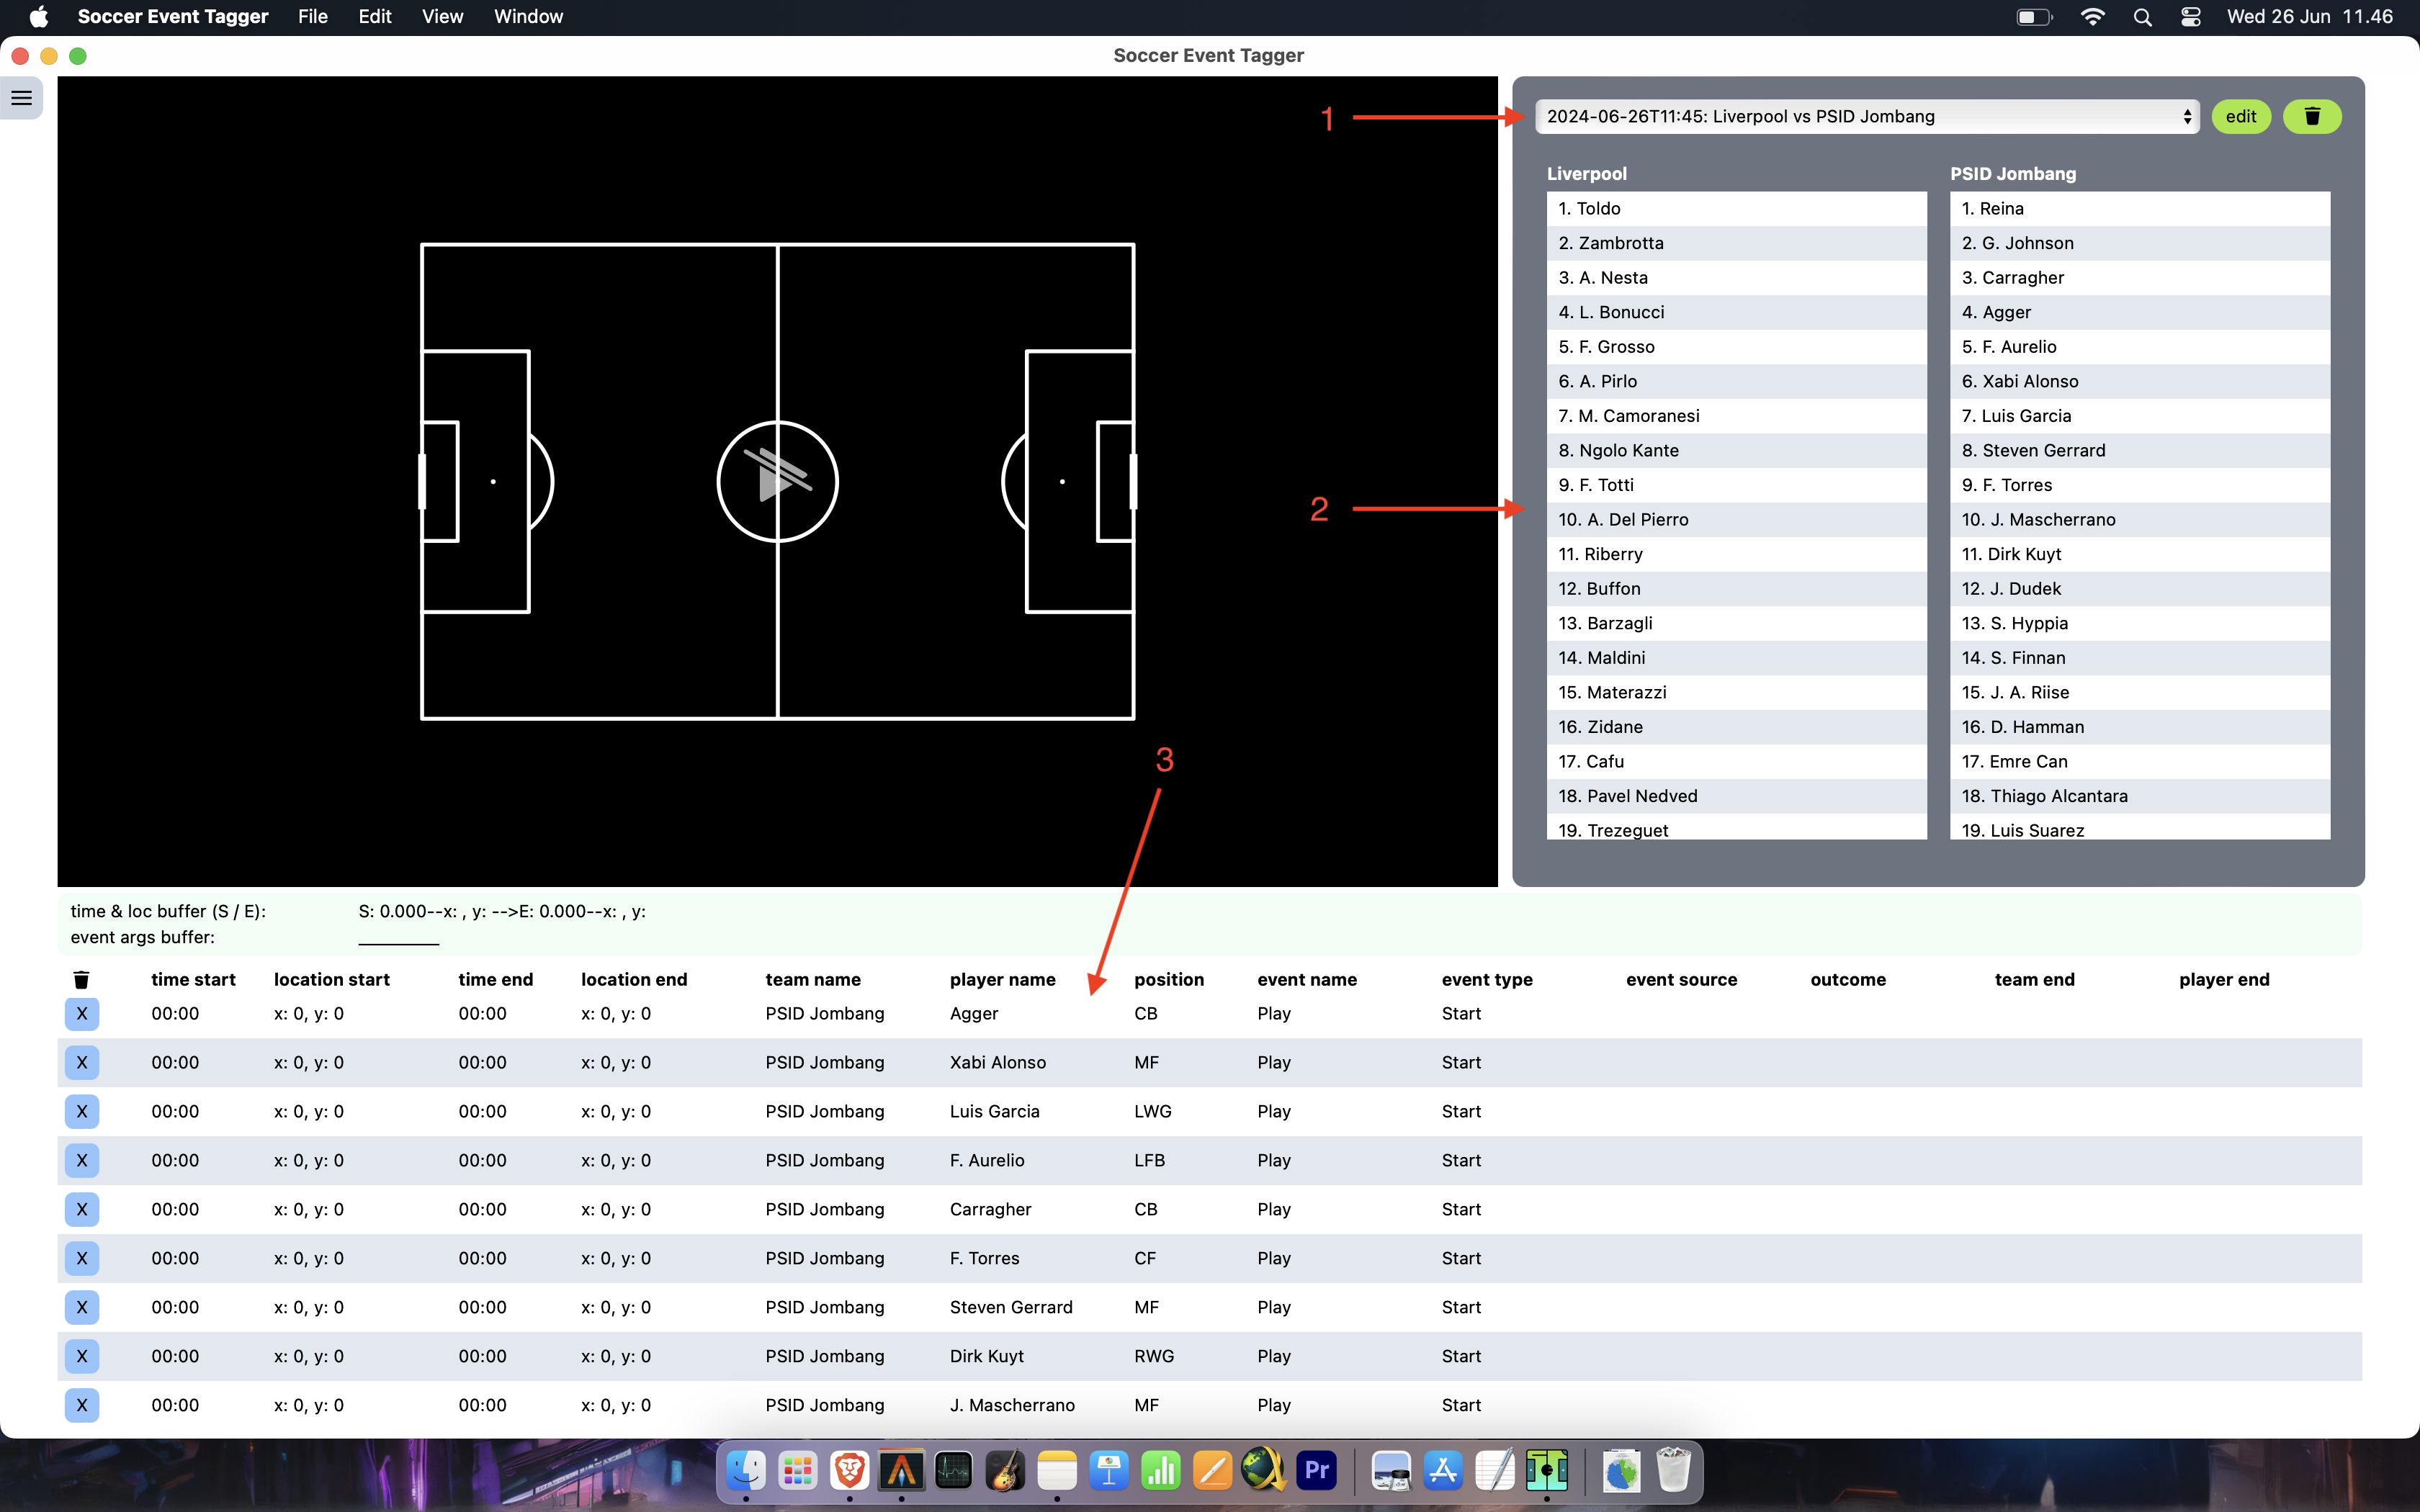 Soccer Event Tagger File Edit View Window Wed 26 Jun 11.46
Soccer Event Tagger
1 2024-06-26T11:45: Liverpool vs PSID Jombang edit
Liverpool PSID Jombang
1. Toldo 1. Reina
2. Zambrotta 2. G. Johnson
3. A. Nesta 3. Carragher
4. L. Bonucci 4. Agger
5. F. Grosso 5. F. Aurelio
6. A. Pirlo 6. Xabi Alonso
7. M. Camoranesi 7. Luis Garcia
8. Ngolo Kante 8. Steven Gerrard
9. F. Totti 9. F. Torres
2 10. A. Del Pierro 10. J. Mascherrano
11. Riberry 11. Dirk Kuyt
12. Buffon 12. J. Dudek
13. Barzagli 13. S. Hyppia
14. Maldini 14. S. Finnan
15. Materazzi 15. J. A. Riise
16. Zidane 16. D. Hamman
3 17. Cafu 17. Emre Can
18. Pavel Nedved 18. Thiago Alcantara
19. Trezeguet 19. Luis Suarez
time & loc buffer (S / E): S: 0.000--x: , y: -->E: 0.000--x: , y:
event args buffer:
time start location start time end location end team name player name position event name event type event source outcome team end player end
X 00:00 x: 0, y: 0 00:00 x: 0, y: 0 PSID Jombang Agger CB Play Start
X 00:00 x: 0, y: 0 00:00 x: 0, y: 0 PSID Jombang Xabi Alonso MF Play Start
X 00:00 x: 0, y: 0 00:00 x: 0, y: 0 PSID Jombang Luis Garcia LWG Play Start
X 00:00 x: 0, y: 0 00:00 x: 0, y: 0 PSID Jombang F. Aurelio LFB Play Start
X 00:00 x: 0, y: 0 00:00 x: 0, y: 0 PSID Jombang Carragher CB Play Start
X 00:00 x: 0, y: 0 00:00 x: 0, y: 0 PSID Jombang F. Torres CF Play Start
X 00:00 x: 0, y: 0 00:00 x: 0, y: 0 PSID Jombang Steven Gerrard MF Play Start
X 00:00 x: 0, y: 0 00:00 x: 0, y: 0 PSID Jombang Dirk Kuyt RWG Play Start
X 00:00 x: 0, y: 0 00:00 x: 0, y: 0 PSID Jombang J. Mascherrano MF Play Start
Pr